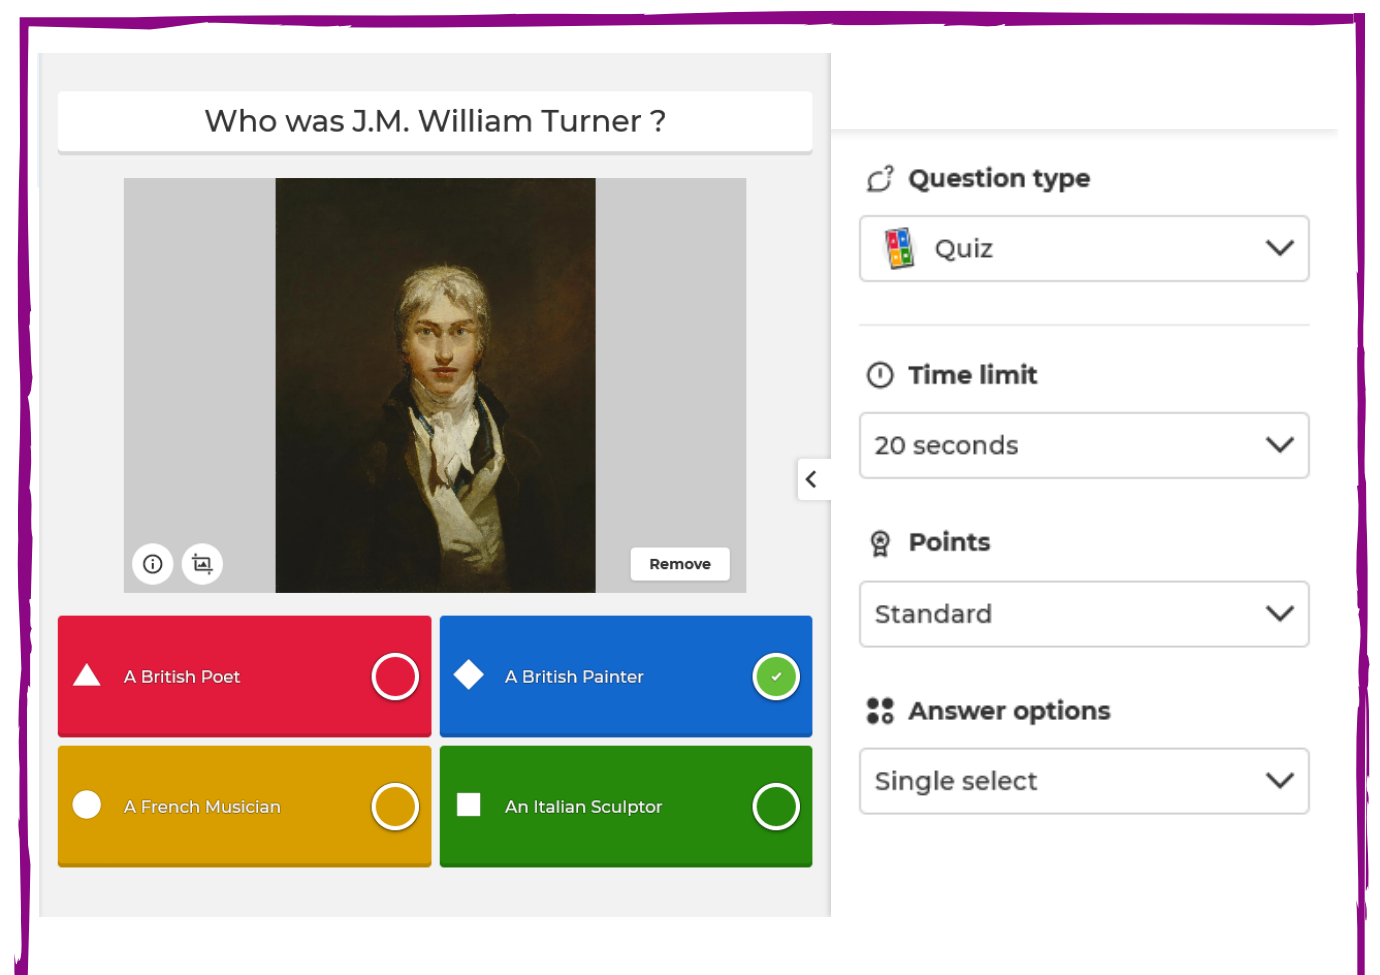 Who was J.M. William Turner ?
Remove
A British Poet
A British Painter
A French Musician
An Italian Sculptor
Question type
Quiz
Time limit
20 seconds
Points
Standard
Answer options
Single select